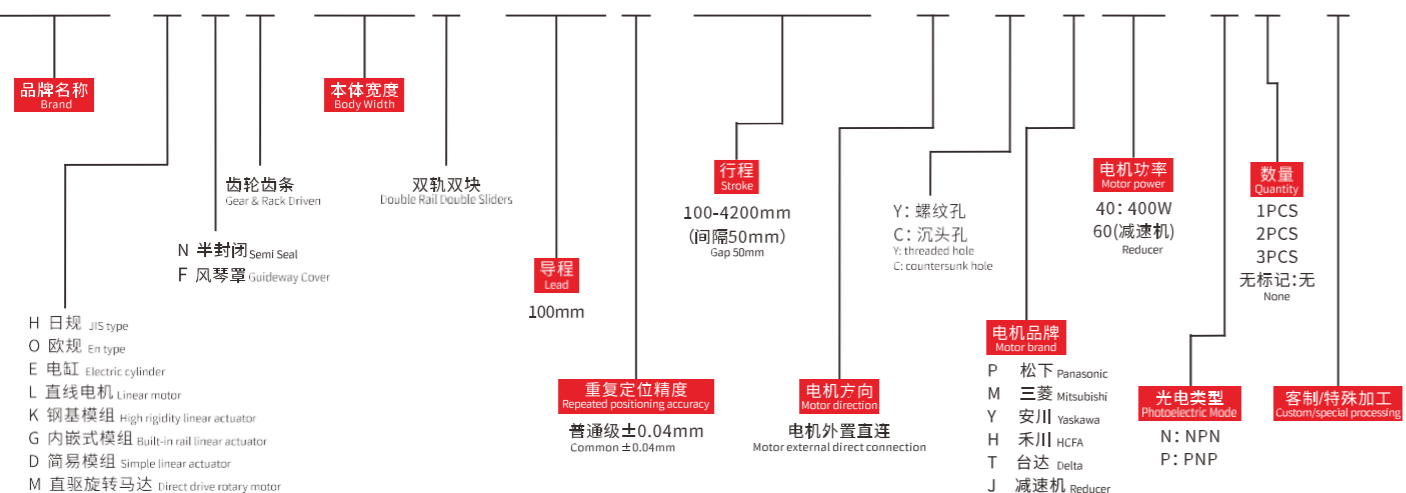 品牌名称
Brand
本体宽度
Body Width
齿轮齿条
Gear & Rack Driven
双轨双块
Double Rail Double Sliders
N 半封闭 Semi Seal
F 风琴罩 Guideway Cover
H 日规 JIS type
O 欧规 En type
E 电缸 Electric cylinder
L 直线电机 Linear motor
K 钢基模组 High rigidity linear actuator
G 内嵌式模组 Built-in rail linear actuator
D 简易模组 Simple linear actuator
M 直驱旋转马达 Direct drive rotary motor
导程
Lead
100mm
重复定位精度
Repeated positioning accuracy
普通级±0.04mm
Common ±0.04mm
行程
Stroke
100-4200mm
(间隔50mm)
Gap 50mm
电机方向
Motor direction
电机外置直连
Motor external direct connection
Y: 螺纹孔
C: 沉头孔
Y: threaded hole
C: countersunk hole
电机品牌
Motor brand
P 松下 Panasonic
M 三菱 Mitsubishi
Y 安川 Yaskawa
H 禾川 HCFA
T 台达 Delta
J 减速机 Reducer
电机功率
Motor power
40: 400W
60(减速机)
Reducer
光电类型
Photoelectric Mode
N: NPN
P: PNP
数量
Quantity
1PCS
2PCS
3PCS
无标记:无
None
客制/特殊加工
Custom/special processing